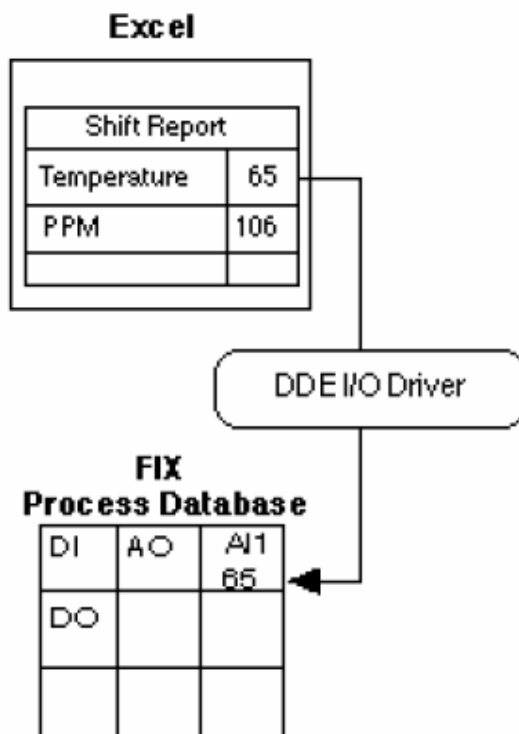 Excel
Shift Report
Temperature 65
PPM 106
DDE I/O Driver
FIX
Process Database
DI AO AI1
65
DO